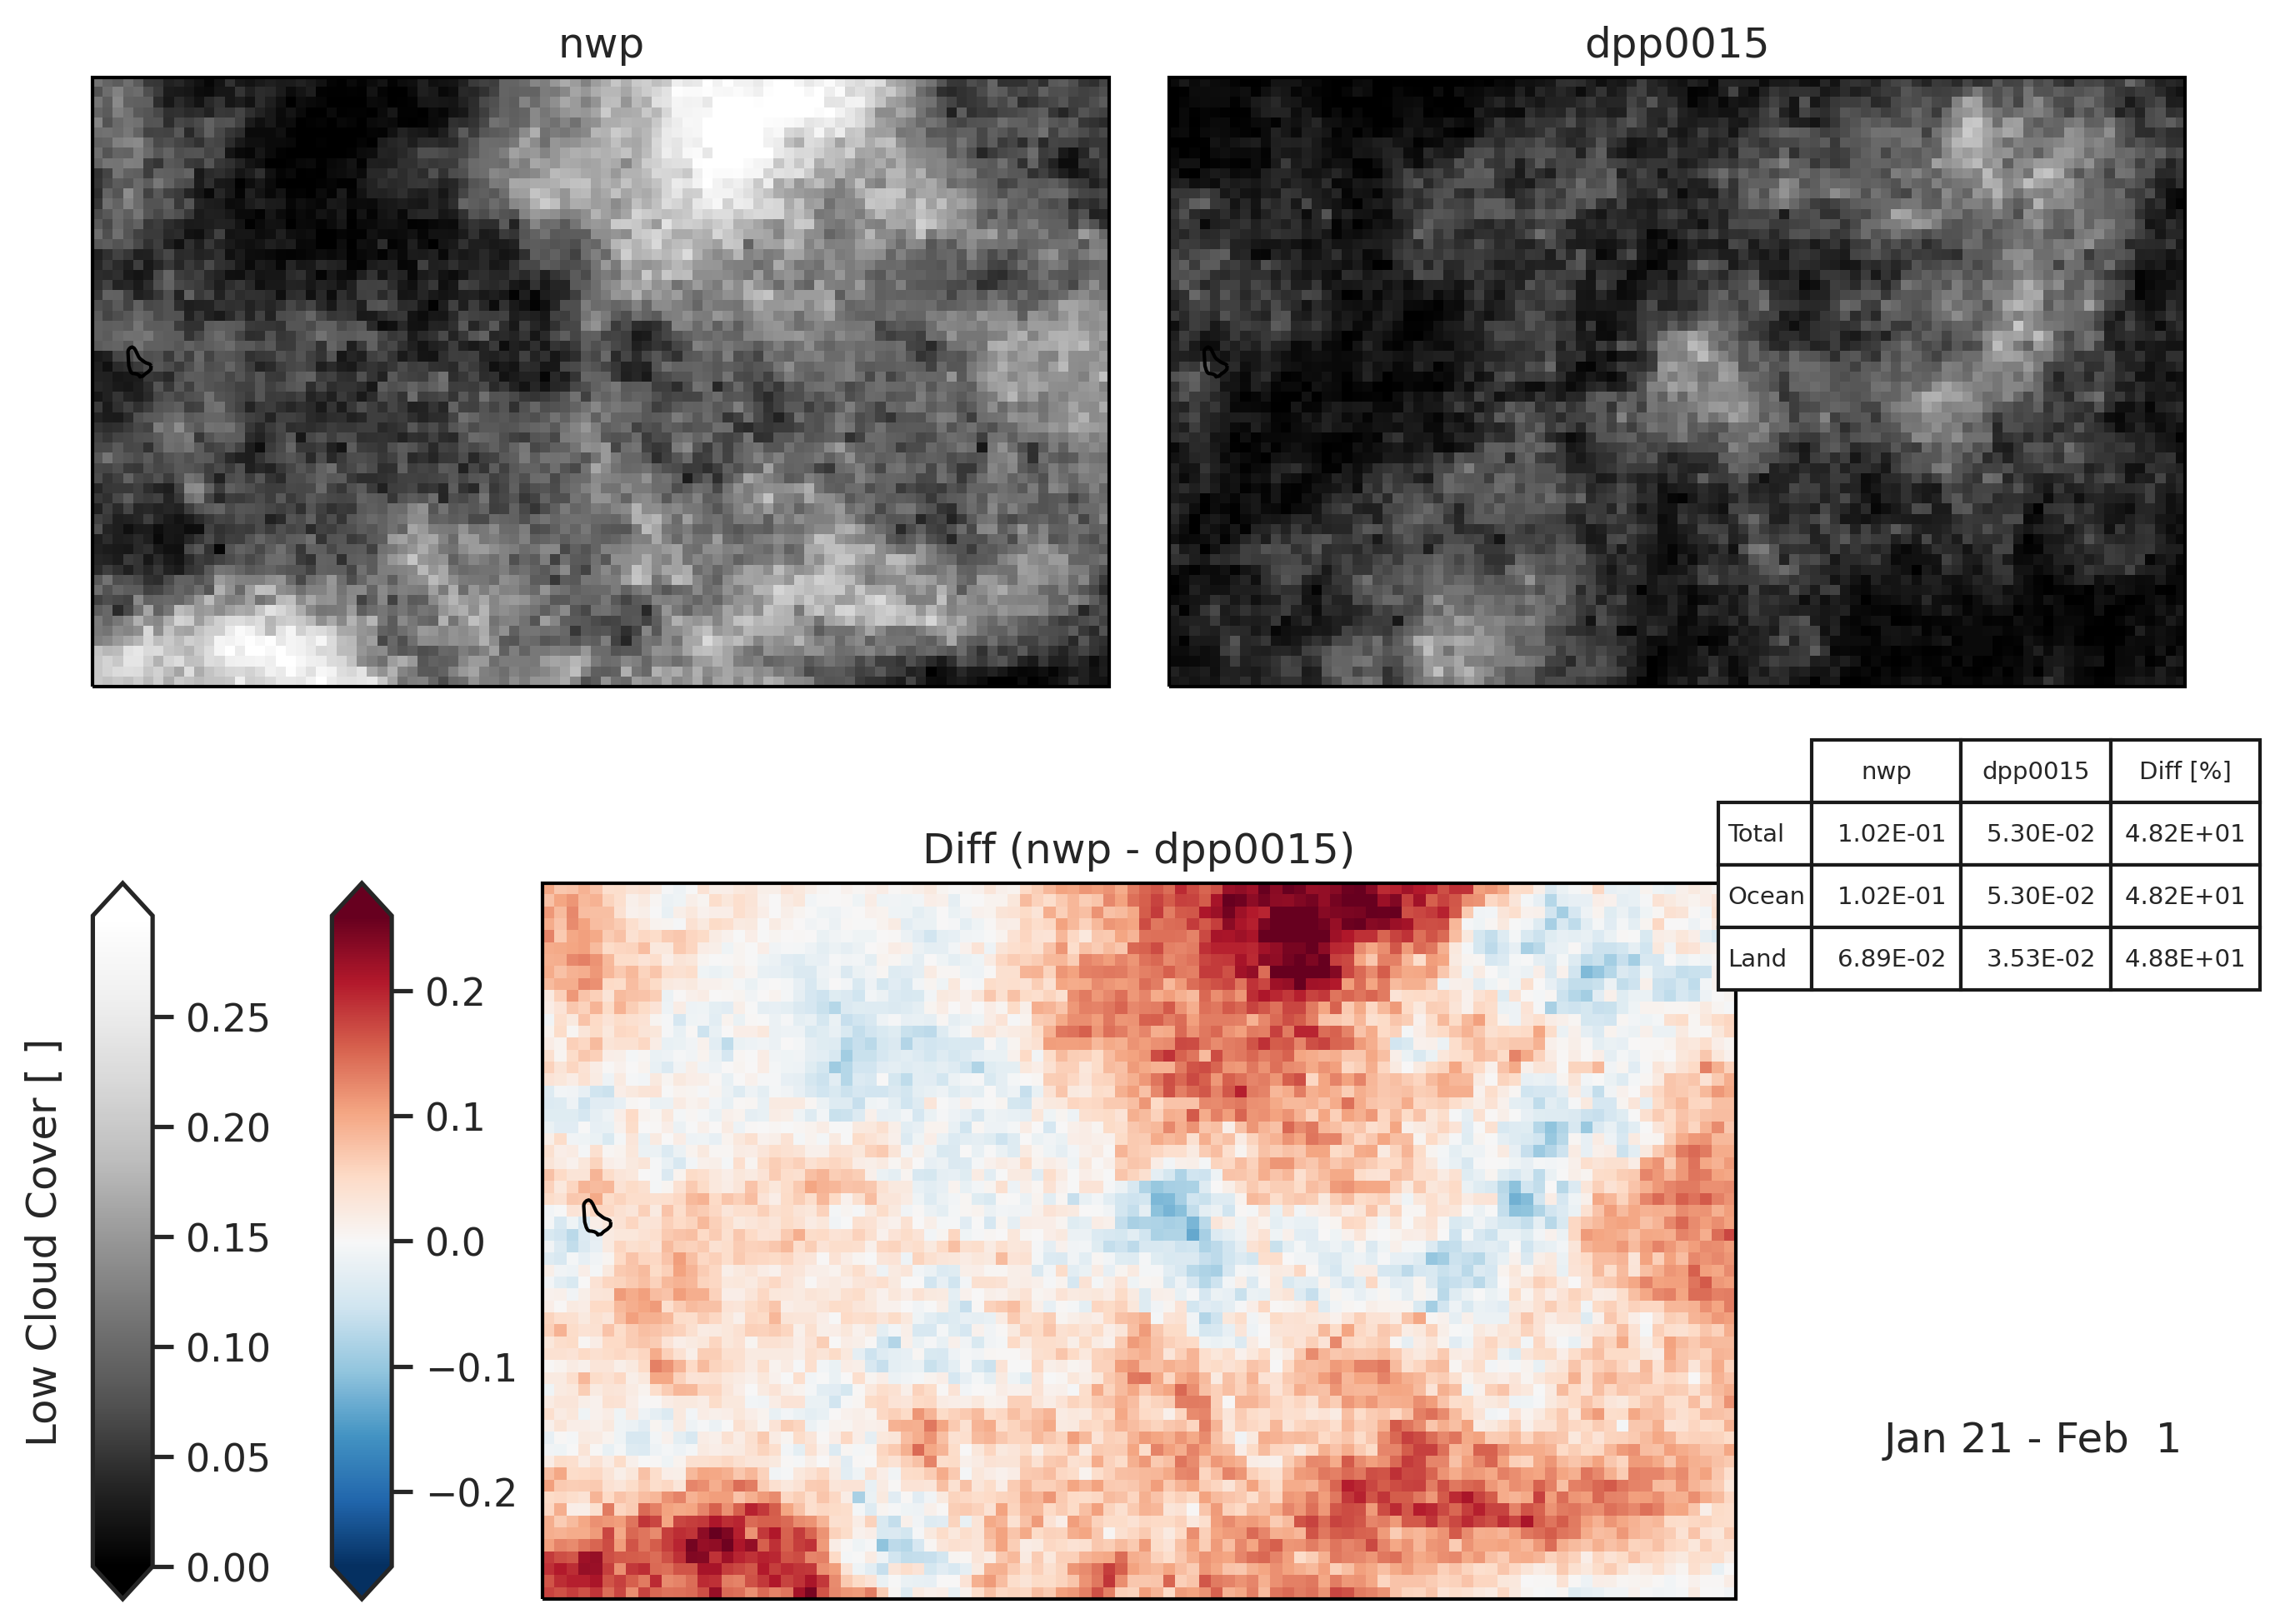 nwp
dpp0015
nwp dpp0015 Diff [%]
Total 1.02E-01 5.30E-02 4.82E+01
Ocean 1.02E-01 5.30E-02 4.82E+01
Land 6.89E-02 3.53E-02 4.88E+01
Diff (nwp - dpp0015)
Low Cloud Cover [ ]
0.25
0.20
0.15
0.10
0.05
0.00
0.2
0.1
0.0
−0.1
−0.2
Jan 21 - Feb  1